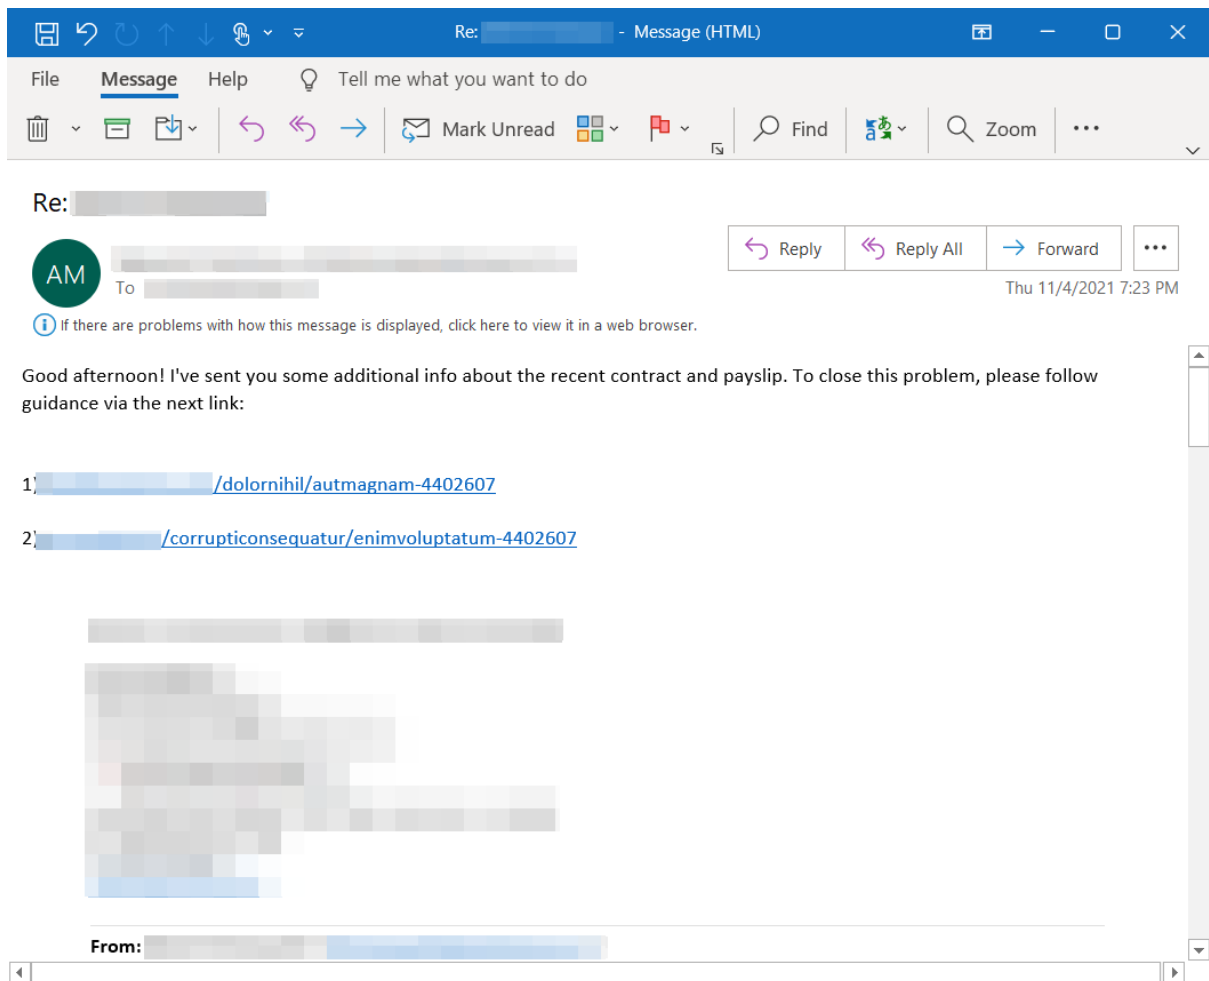 Re: - Message (HTML)
File Message Help Tell me what you want to do
Mark Unread Find Zoom
Re:
AM
To
Reply Reply All Forward
Thu 11/4/2021 7:23 PM
If there are problems with how this message is displayed, click here to view it in a web browser.
Good afternoon! I've sent you some additional info about the recent contract and payslip. To close this problem, please follow
guidance via the next link:
1) /dolornihil/autmagnam-4402607
2) /corrupticonsequatur/enimvoluptatum-4402607
From: